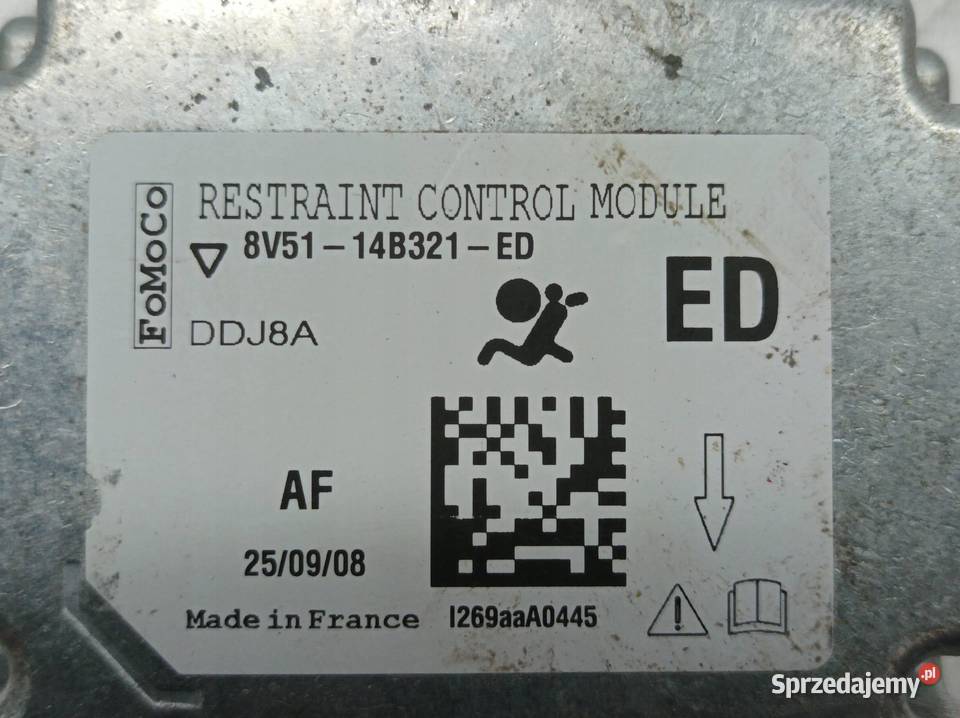 FoMoCo
RESTRAINT CONTROL MODULE
8V51-14B321-ED
DDJ8A
ED
AF
25/09/08
Made in France
I269aaA0445
Sprzedajemy.pl